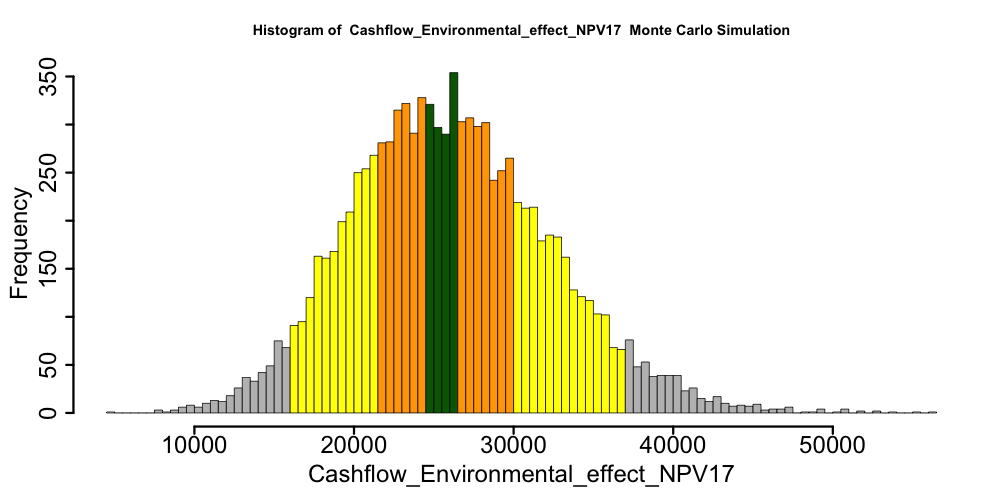 Histogram of Cashflow_Environmental_effect_NPV17 Monte Carlo Simulation
Frequency
350
250
150
50
0
10000 20000 30000 40000 50000
Cashflow_Environmental_effect_NPV17